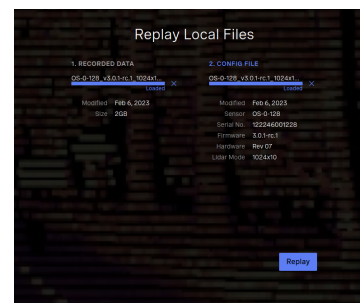 Replay Local Files
1. RECORDED DATA
OS-0-128_v3.0.1-rc.1_1024x1...
Loaded
Modified Feb 6, 2023
Size 2GB
2. CONFIG FILE
OS-0-128_v3.0.1-rc.1_1024x1...
Loaded
Modified Feb 6, 2023
Sensor OS-0-128
Serial No. 122246001228
Firmware 3.0.1-rc.1
Hardware Rev 07
Lidar Mode 1024x10
Replay